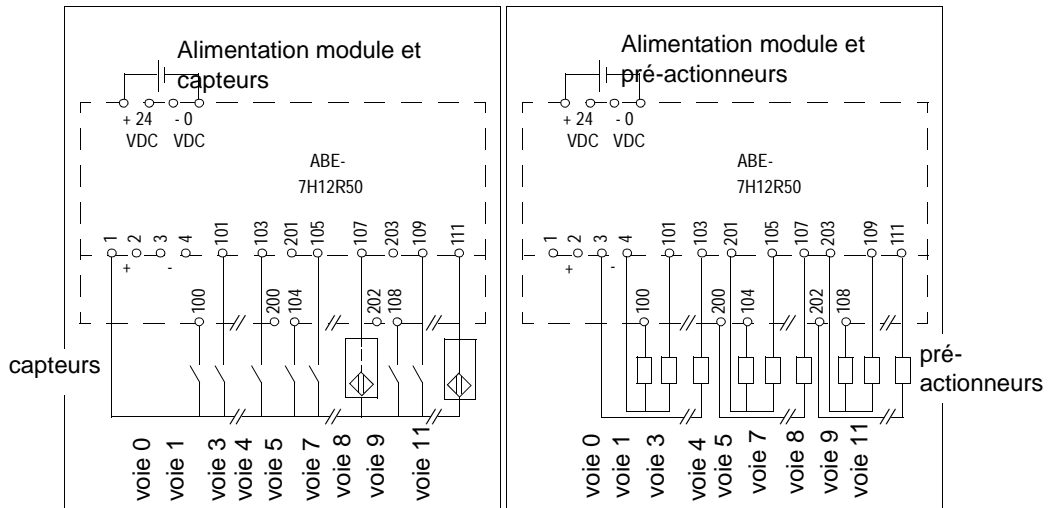 Alimentation module et
capteurs
+ 24
VDC
- 0
VDC
ABE-
7H12R50
1
2
3
4
101
103
201
105
107
203
109
111
+
-
100
200
104
202
108
capteurs
voie 0
voie 1
voie 3
voie 4
voie 5
voie 7
voie 8
voie 9
voie 11
Alimentation module et
pré-actionneurs
+ 24
VDC
- 0
VDC
ABE-
7H12R50
1
2
3
4
101
103
201
105
107
203
109
111
+
-
100
200
104
202
108
pré-
actionneurs
voie 0
voie 1
voie 3
voie 4
voie 5
voie 7
voie 8
voie 9
voie 11